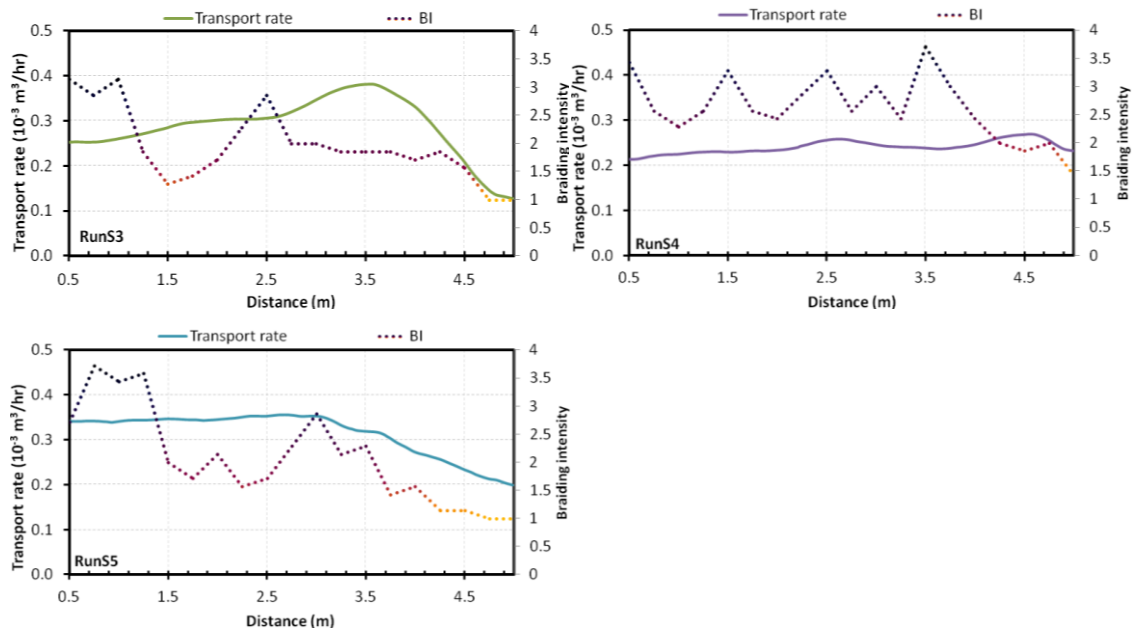 Transport rate BI
Transport rate (10-3 m3/hr)
0.5
0.4
0.3
0.2
0.1
0.0
RunS3
4
3.5
3
2.5
2
1.5
1
0.5
0
Braiding intensity
0.5 1.5 2.5 3.5 4.5
Distance (m)
Transport rate BI
Transport rate (10-3 m3/hr)
0.5
0.4
0.3
0.2
0.1
0.0
RunS4
4
3.5
3
2.5
2
1.5
1
0.5
0
Braiding intensity
0.5 1.5 2.5 3.5 4.5
Distance (m)
Transport rate BI
Transport rate (10-3 m3/hr)
0.5
0.4
0.3
0.2
0.1
0.0
RunS5
4
3.5
3
2.5
2
1.5
1
0.5
0
Braiding intensity
0.5 1.5 2.5 3.5 4.5
Distance (m)